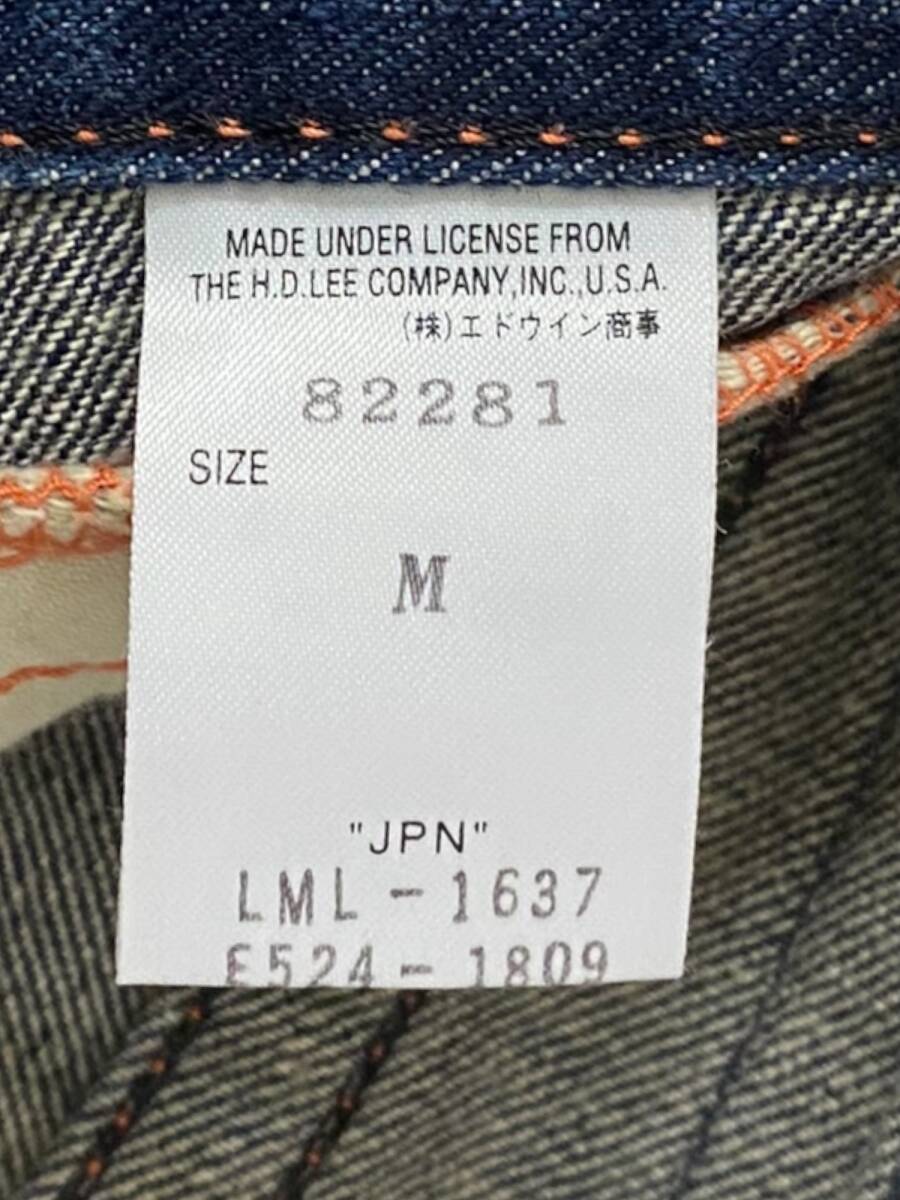 MADE UNDER LICENSE FROM
THE H.D.LEE COMPANY,INC.,U.S.A.
(株)エドウイン商事
82281
SIZE
M
"JPN"
LML-1637
E524-1809